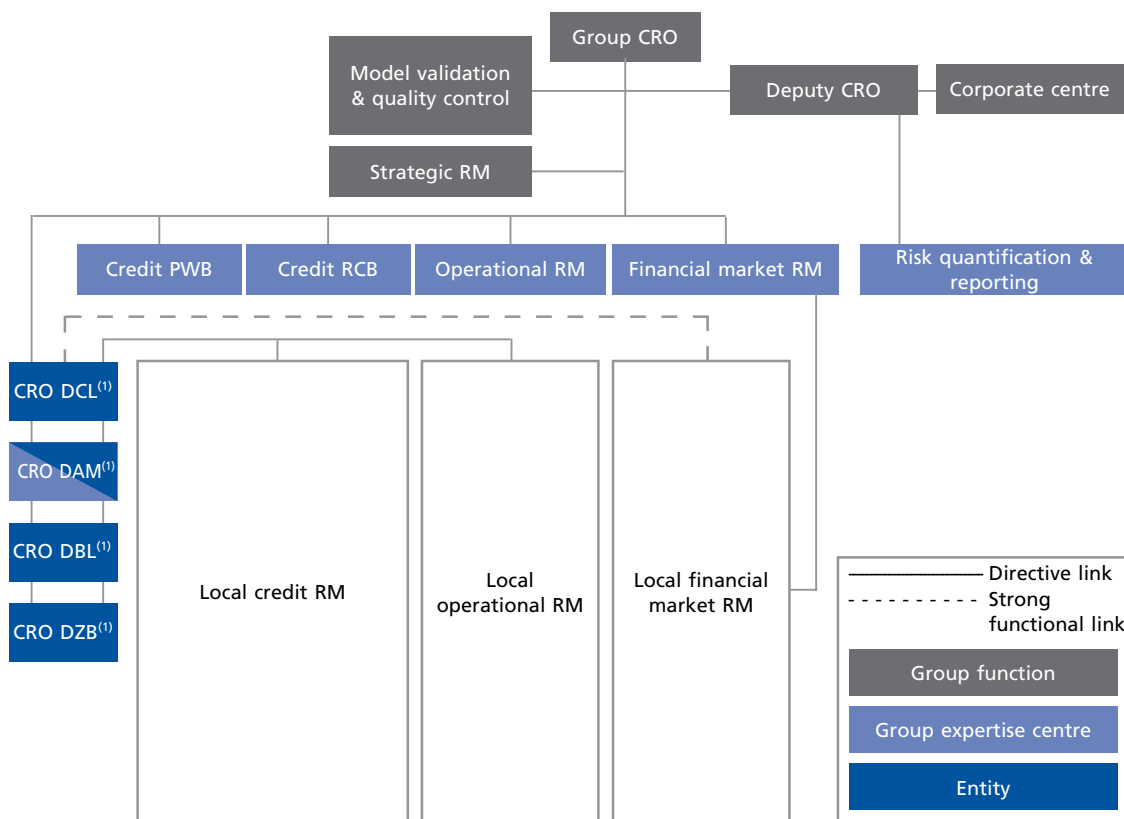 Group CRO
Model validation
& quality control
Deputy CRO
Corporate centre
Strategic RM
Credit PWB
Credit RCB
Operational RM
Financial market RM
Risk quantification &
reporting
CRO DCL(1)
CRO DAM(1)
CRO DBL(1)
CRO DZB(1)
Local credit RM
Local
operational RM
Local financial
market RM
Directive link
Strong
functional link
Group function
Group expertise centre
Entity